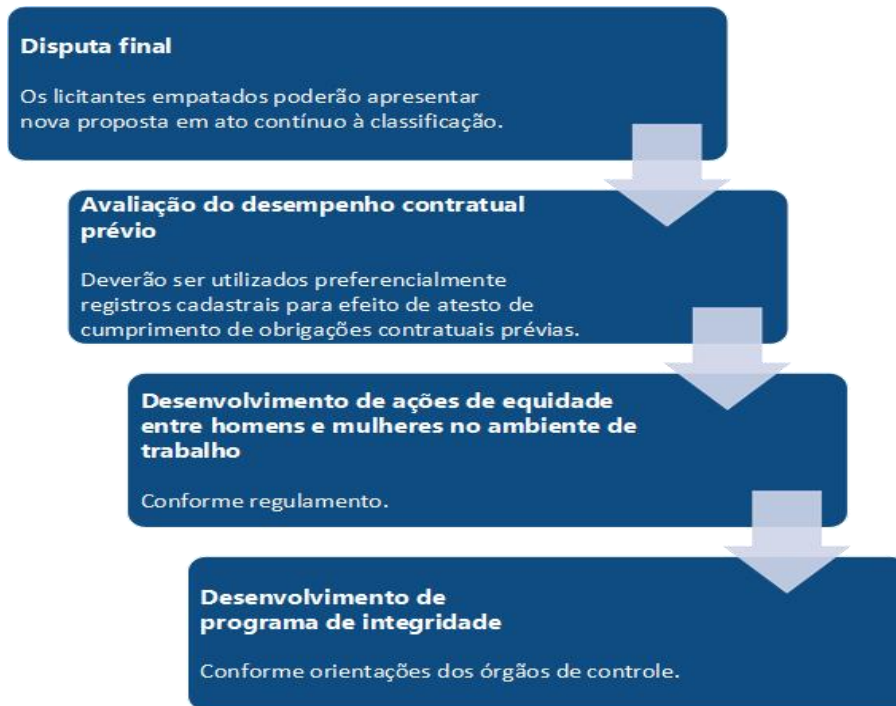 Disputa final
Os licitantes empatados poderão apresentar
nova proposta em ato contínuo à classificação.
Avaliação do desempenho contratual
prévio
Deverão ser utilizados preferencialmente
registros cadastrais para efeito de atesto de
cumprimento de obrigações contratuais prévias.
Desenvolvimento de ações de equidade
entre homens e mulheres no ambiente de
trabalho
Conforme regulamento.
Desenvolvimento de
programa de integridade
Conforme orientações dos órgãos de controle.